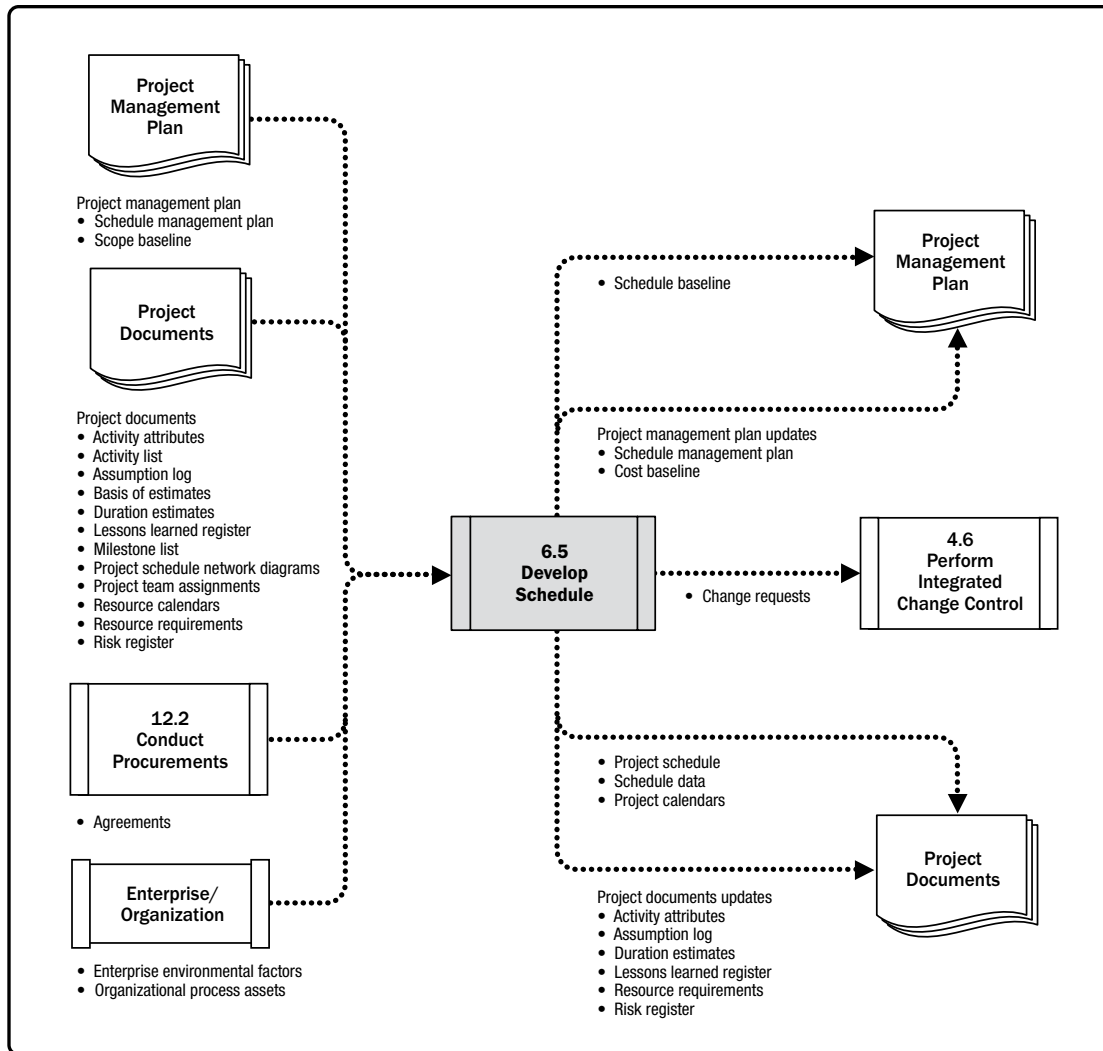 Project
Management
Plan
Project management plan
• Schedule management plan
• Scope baseline
Project
Documents
Project documents
• Activity attributes
• Activity list
• Assumption log
• Basis of estimates
• Duration estimates
• Lessons learned register
• Milestone list
• Project schedule network diagrams
• Project team assignments
• Resource calendars
• Resource requirements
• Risk register
12.2
Conduct
Procurements
• Agreements
Enterprise/
Organization
• Enterprise environmental factors
• Organizational process assets
6.5
Develop
Schedule
• Schedule baseline
Project
Management
Plan
Project management plan updates
• Schedule management plan
• Cost baseline
• Change requests
4.6
Perform
Integrated
Change Control
• Project schedule
• Schedule data
• Project calendars
Project
Documents
Project documents updates
• Activity attributes
• Assumption log
• Duration estimates
• Lessons learned register
• Resource requirements
• Risk register